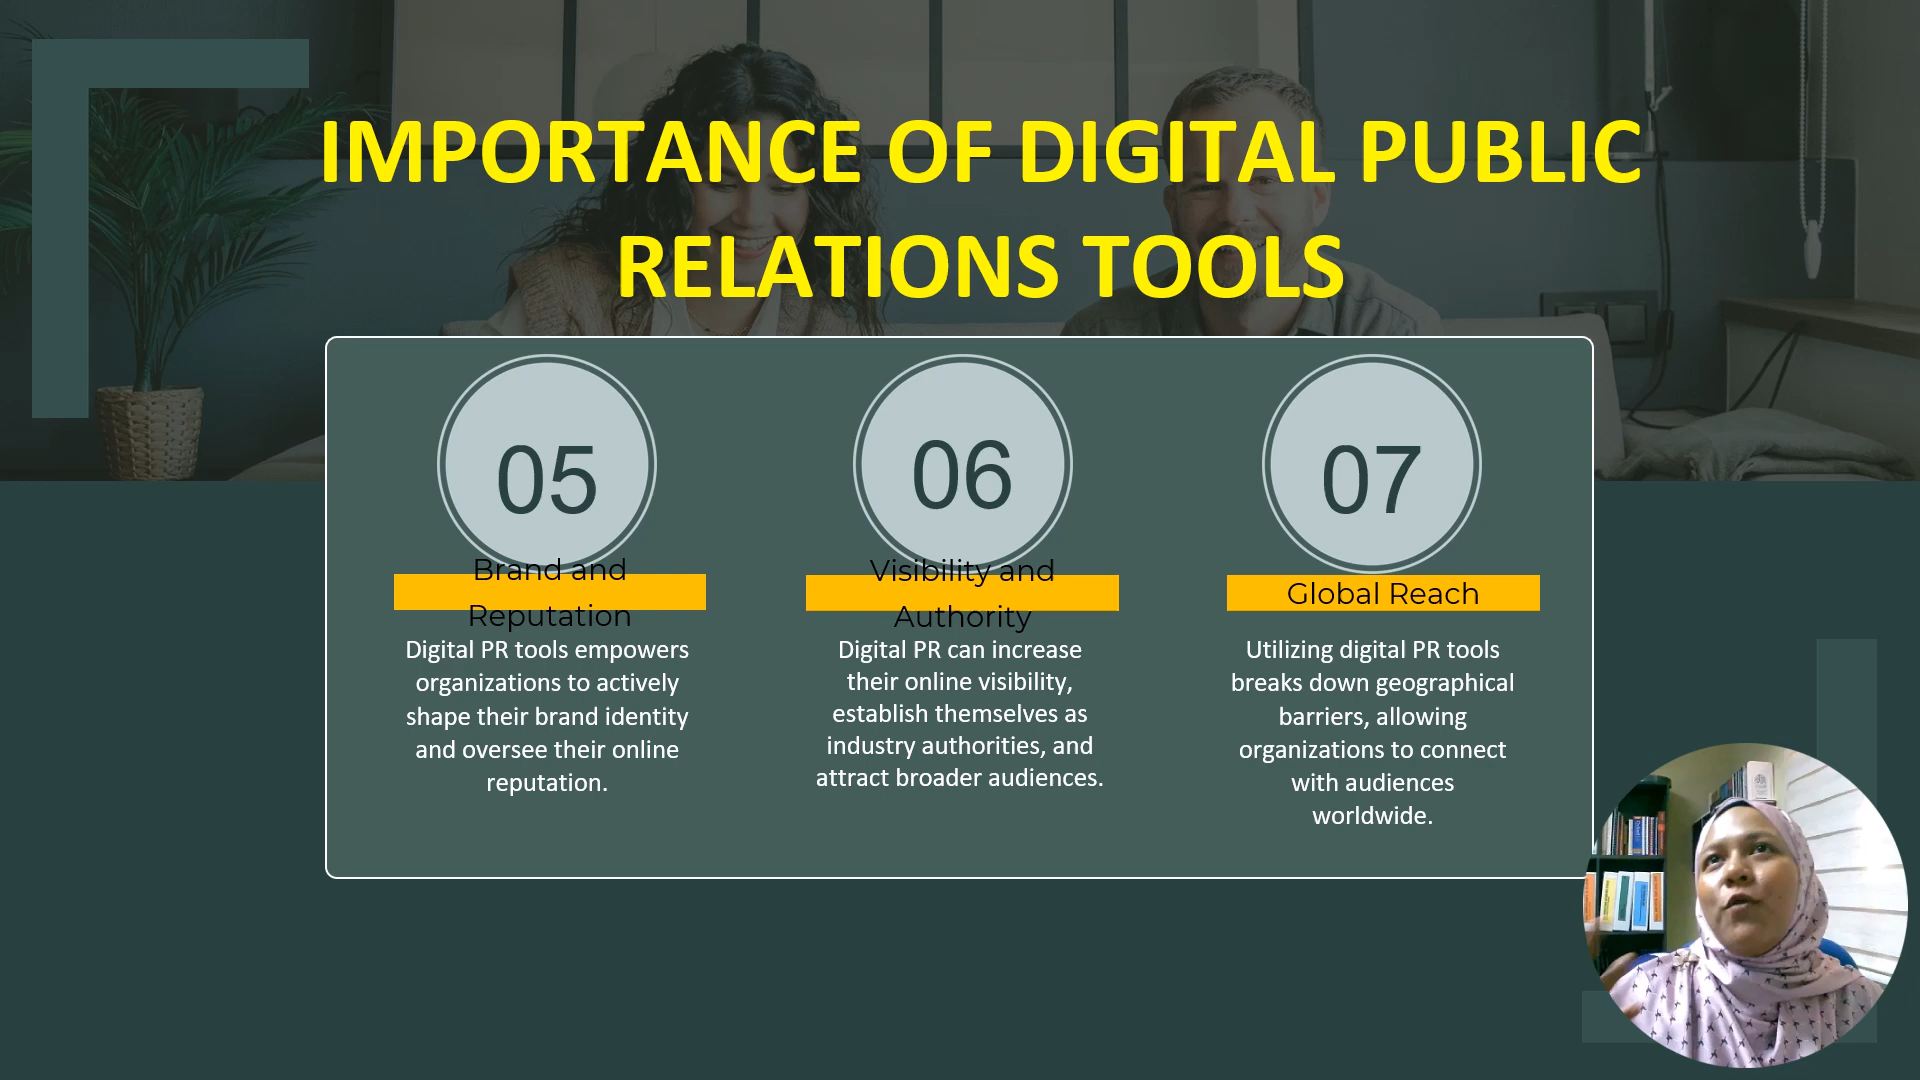 IMPORTANCE OF DIGITAL PUBLIC
RELATIONS TOOLS
05
Brand and
Reputation
Digital PR tools empowers
organizations to actively
shape their brand identity
and oversee their online
reputation.
06
Visibility and
Authority
Digital PR can increase
their online visibility,
establish themselves as
industry authorities, and
attract broader audiences.
07
Global Reach
Utilizing digital PR tools
breaks down geographical
barriers, allowing
organizations to connect
with audiences
worldwide.